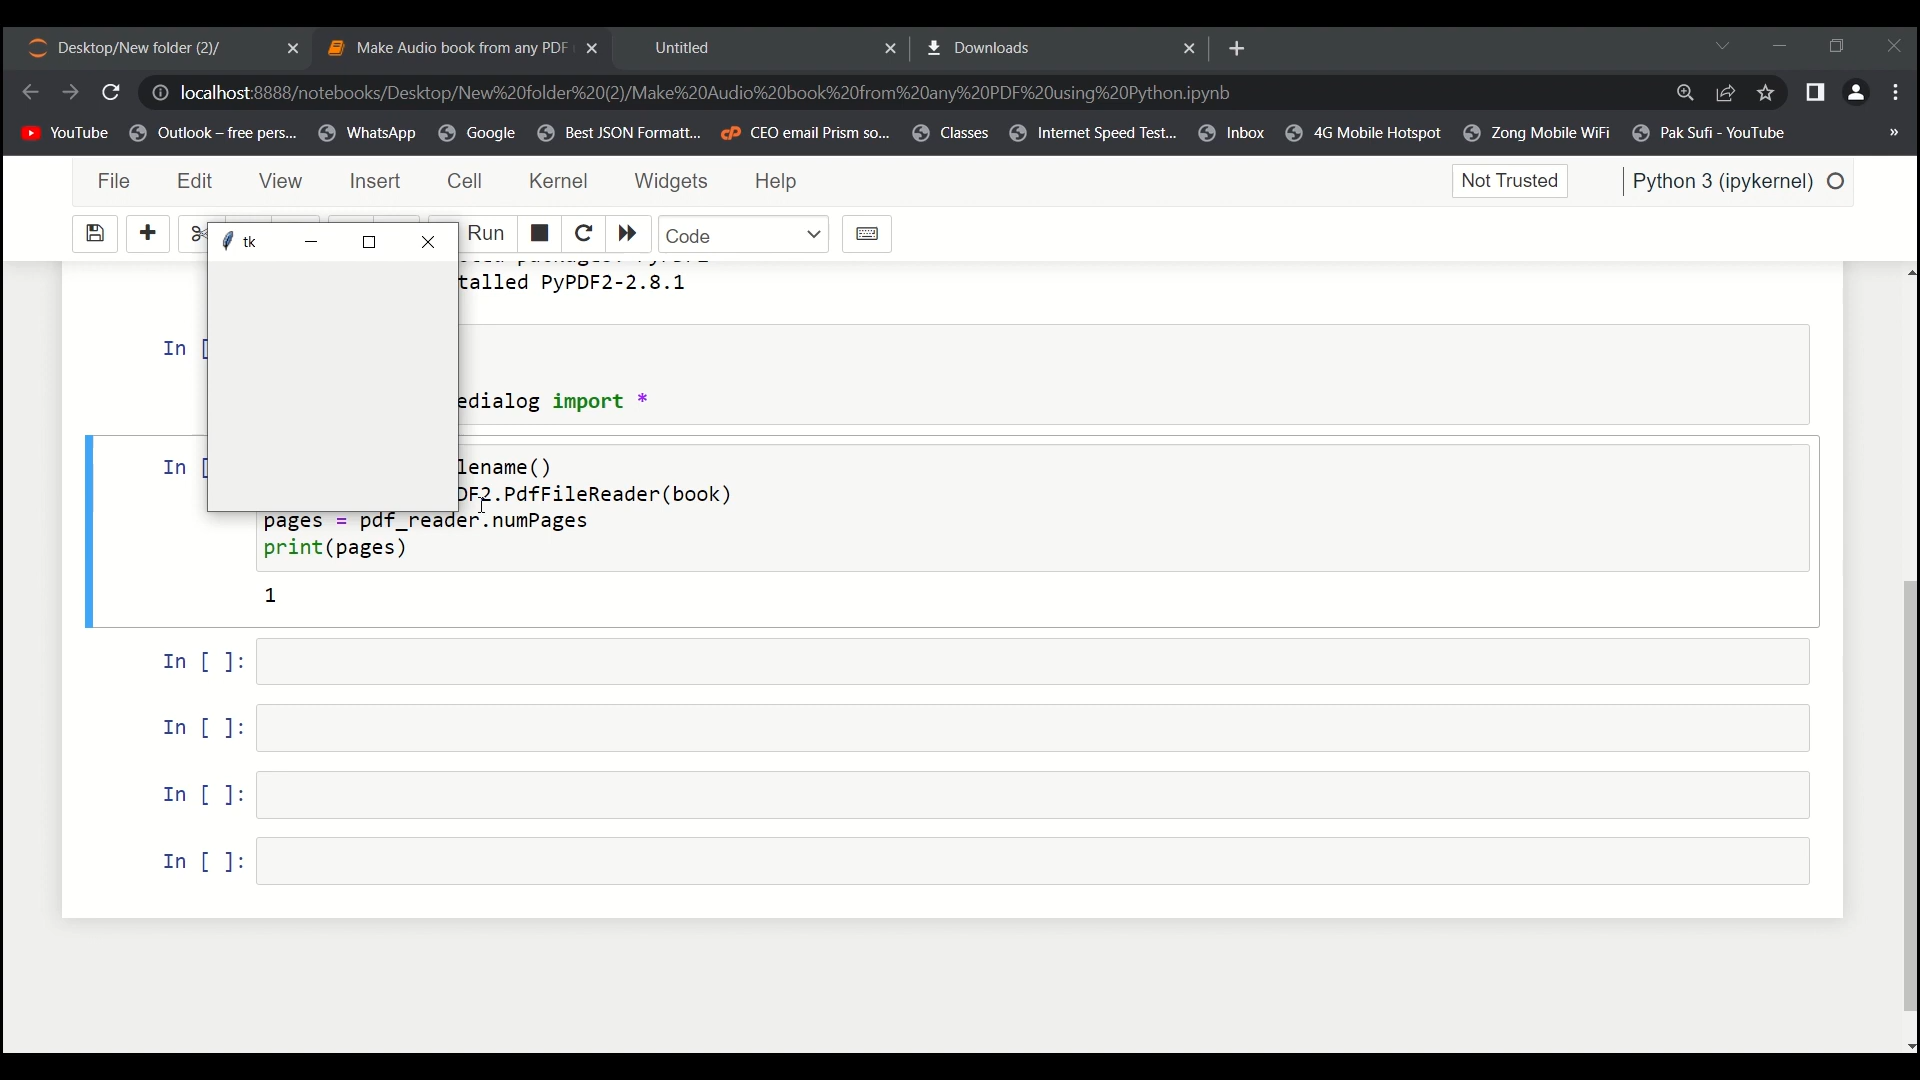 Desktop/New folder (2)/
Make Audio book from any PDF
Untitled
Downloads
localhost:8888/notebooks/Desktop/New%20folder%20(2)/Make%20Audio%20book%20from%20any%20PDF%20using%20Python.ipynb
YouTube
Outlook – free pers...
WhatsApp
Google
Best JSON Formatt...
CEO email Prism so...
Classes
Internet Speed Test...
Inbox
4G Mobile Hotspot
Zong Mobile WiFi
Pak Sufi - YouTube
»
File
Edit
View
Insert
Cell
Kernel
Widgets
Help
Not Trusted
Python 3 (ipykernel)
Run
Code
tk
talled PyPDF2-2.8.1
In [
edialog import *
In [
lename()
DF2.PdfFileReader(book)
pages = pdf_reader.numPages
print(pages)
1
In [ ]:
In [ ]:
In [ ]:
In [ ]: